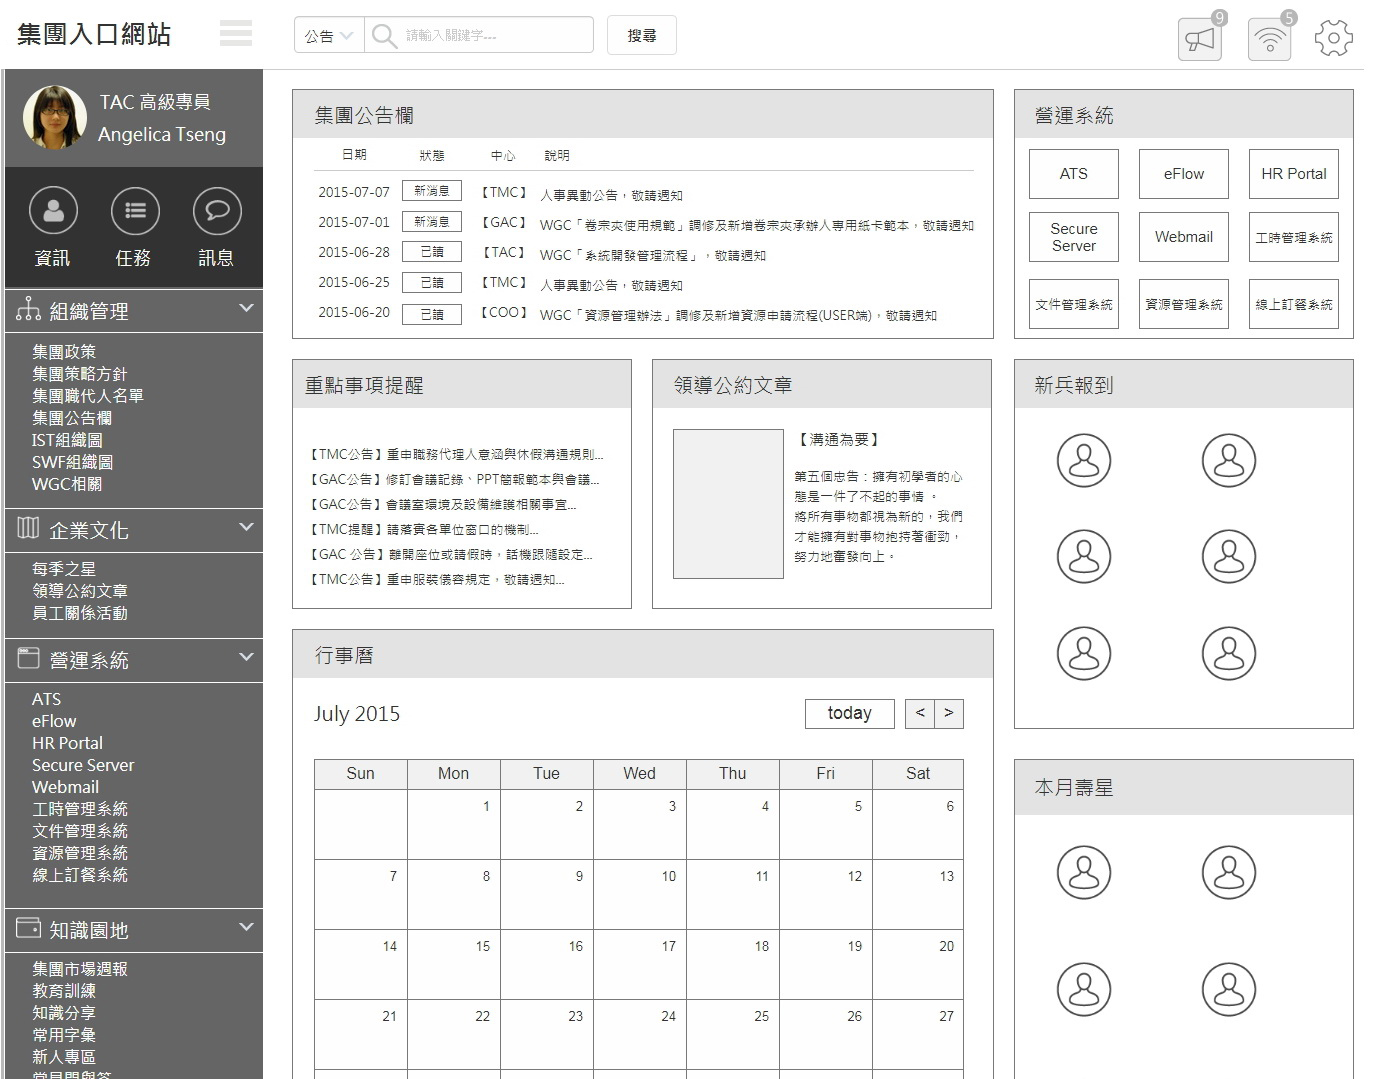 集團入口網站
公告
請輸入關鍵字---
搜尋
9
5
TAC 高級專員
Angelica Tseng
資訊
任務
訊息
組織管理
集團政策
集團策略方針
集團職代人名單
集團公告欄
IST組織圖
SWF組織圖
WGC相關
企業文化
每季之星
領導公約文章
員工關係活動
營運系統
ATS
eFlow
HR Portal
Secure Server
Webmail
工時管理系統
文件管理系統
資源管理系統
線上訂餐系統
知識園地
集團市場週報
教育訓練
知識分享
常用字彙
新人專區
常見問與答
集團公告欄
日期 狀態 中心 說明
2015-07-07 新消息 【TMC】 人事異動公告，敬請週知
2015-07-01 新消息 【GAC】 WGC「卷宗夾使用規範」調修及新增卷宗夾承辦人專用紙卡範本，敬請週知
2015-06-28 已讀 【TAC】 WGC「系統開發管理流程」，敬請週知
2015-06-25 已讀 【TMC】 人事異動公告，敬請週知
2015-06-20 已讀 【COO】 WGC「資源管理辦法」調修及新增資源申請流程(USER端)，敬請週知
營運系統
ATS
eFlow
HR Portal
Secure
Server
Webmail
工時管理系統
文件管理系統
資源管理系統
線上訂餐系統
重點事項提醒
【TMC公告】重申職務代理人意涵與休假溝通規則...
【GAC公告】修訂會議記錄、PPT簡報範本與會議...
【GAC公告】會議室環境及設備維護相關事宜...
【TMC提醒】請落實各單位窗口的機制...
【GAC 公告】離開座位或請假時，話機跟隨設定...
【TMC公告】重申服裝儀容規定，敬請週知...
領導公約文章
【溝通為要】
第五個忠告：擁有初學者的心
態是一件了不起的事情 。
將所有事物都視為新的，我們
才能擁有對事物抱持著衝勁，
努力地奮發向上。
新兵報到
行事曆
July 2015
today
< >
Sun Mon Tue Wed Thu Fri Sat
1 2 3 4 5 6
7 8 9 10 11 12 13
14 15 16 17 18 19 20
21 22 23 24 25 26 27
本月壽星